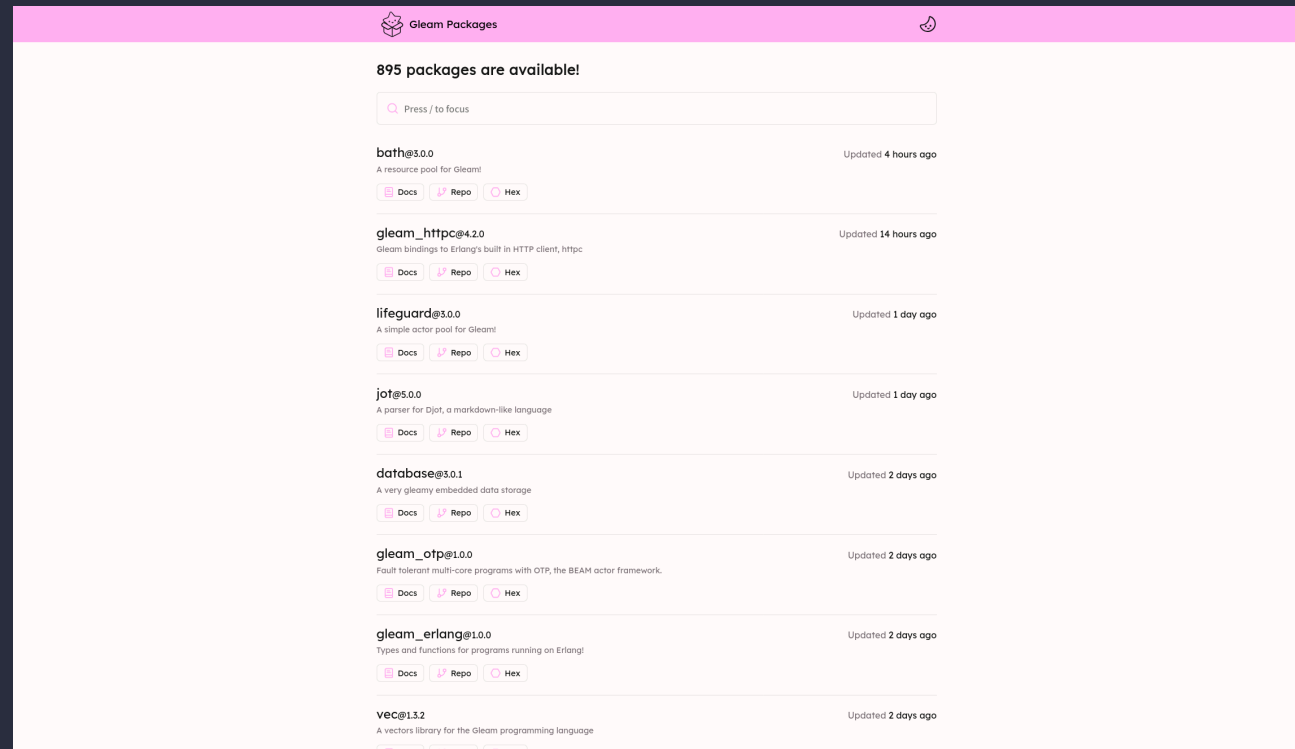 Gleam Packages
895 packages are available!
Press / to focus
bath@3.0.0
Updated 4 hours ago
A resource pool for Gleam!
Docs Repo Hex
gleam_httpc@4.2.0
Updated 14 hours ago
Gleam bindings to Erlang's built in HTTP client, httpc
Docs Repo Hex
lifeguard@3.0.0
Updated 1 day ago
A simple actor pool for Gleam!
Docs Repo Hex
jot@5.0.0
Updated 1 day ago
A parser for Djot, a markdown-like language
Docs Repo Hex
database@3.0.1
Updated 2 days ago
A very gleamy embedded data storage
Docs Repo Hex
gleam_otp@1.0.0
Updated 2 days ago
Fault tolerant multi-core programs with OTP, the BEAM actor framework.
Docs Repo Hex
gleam_erlang@1.0.0
Updated 2 days ago
Types and functions for programs running on Erlang!
Docs Repo Hex
vec@1.3.2
Updated 2 days ago
A vectors library for the Gleam programming language